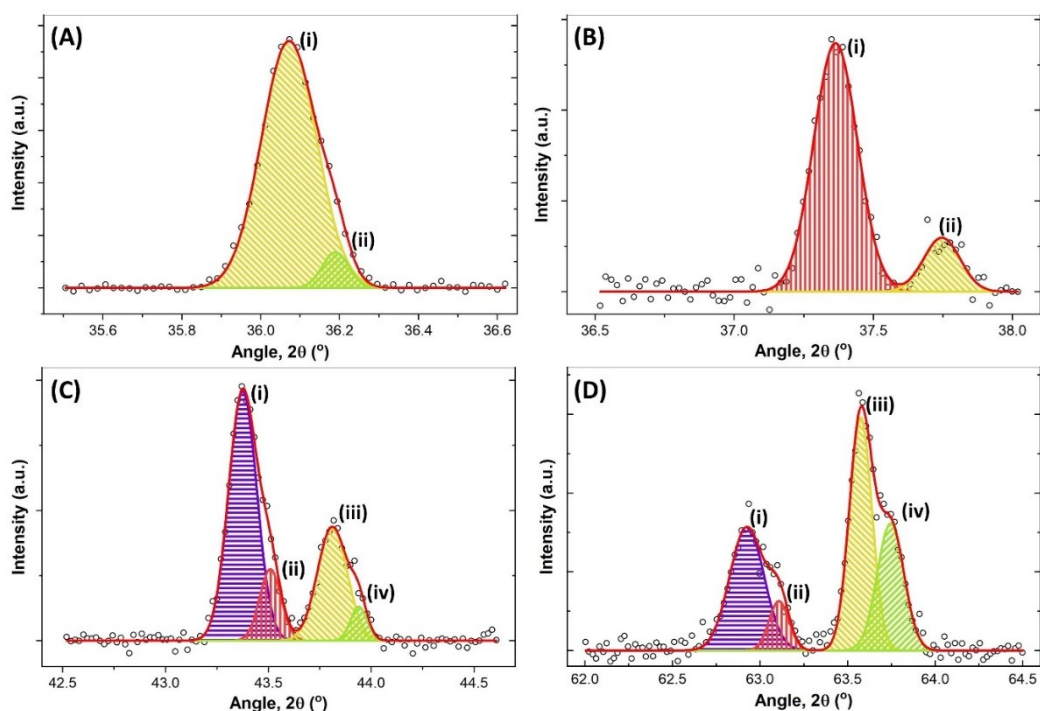 (A)
(i)
(ii)
Intensity (a.u.)
35.6 35.8 36.0 36.2 36.4 36.6
Angle, 2θ (°)
(B)
(i)
(ii)
Intensity (a.u.)
36.5 37.0 37.5 38.0
Angle, 2θ (°)
(C)
(i)
(ii)
(iii)
(iv)
Intensity (a.u.)
42.5 43.0 43.5 44.0 44.5
Angle, 2θ (°)
(D)
(i)
(ii)
(iii)
(iv)
Intensity (a.u.)
62.0 62.5 63.0 63.5 64.0 64.5
Angle, 2θ (°)